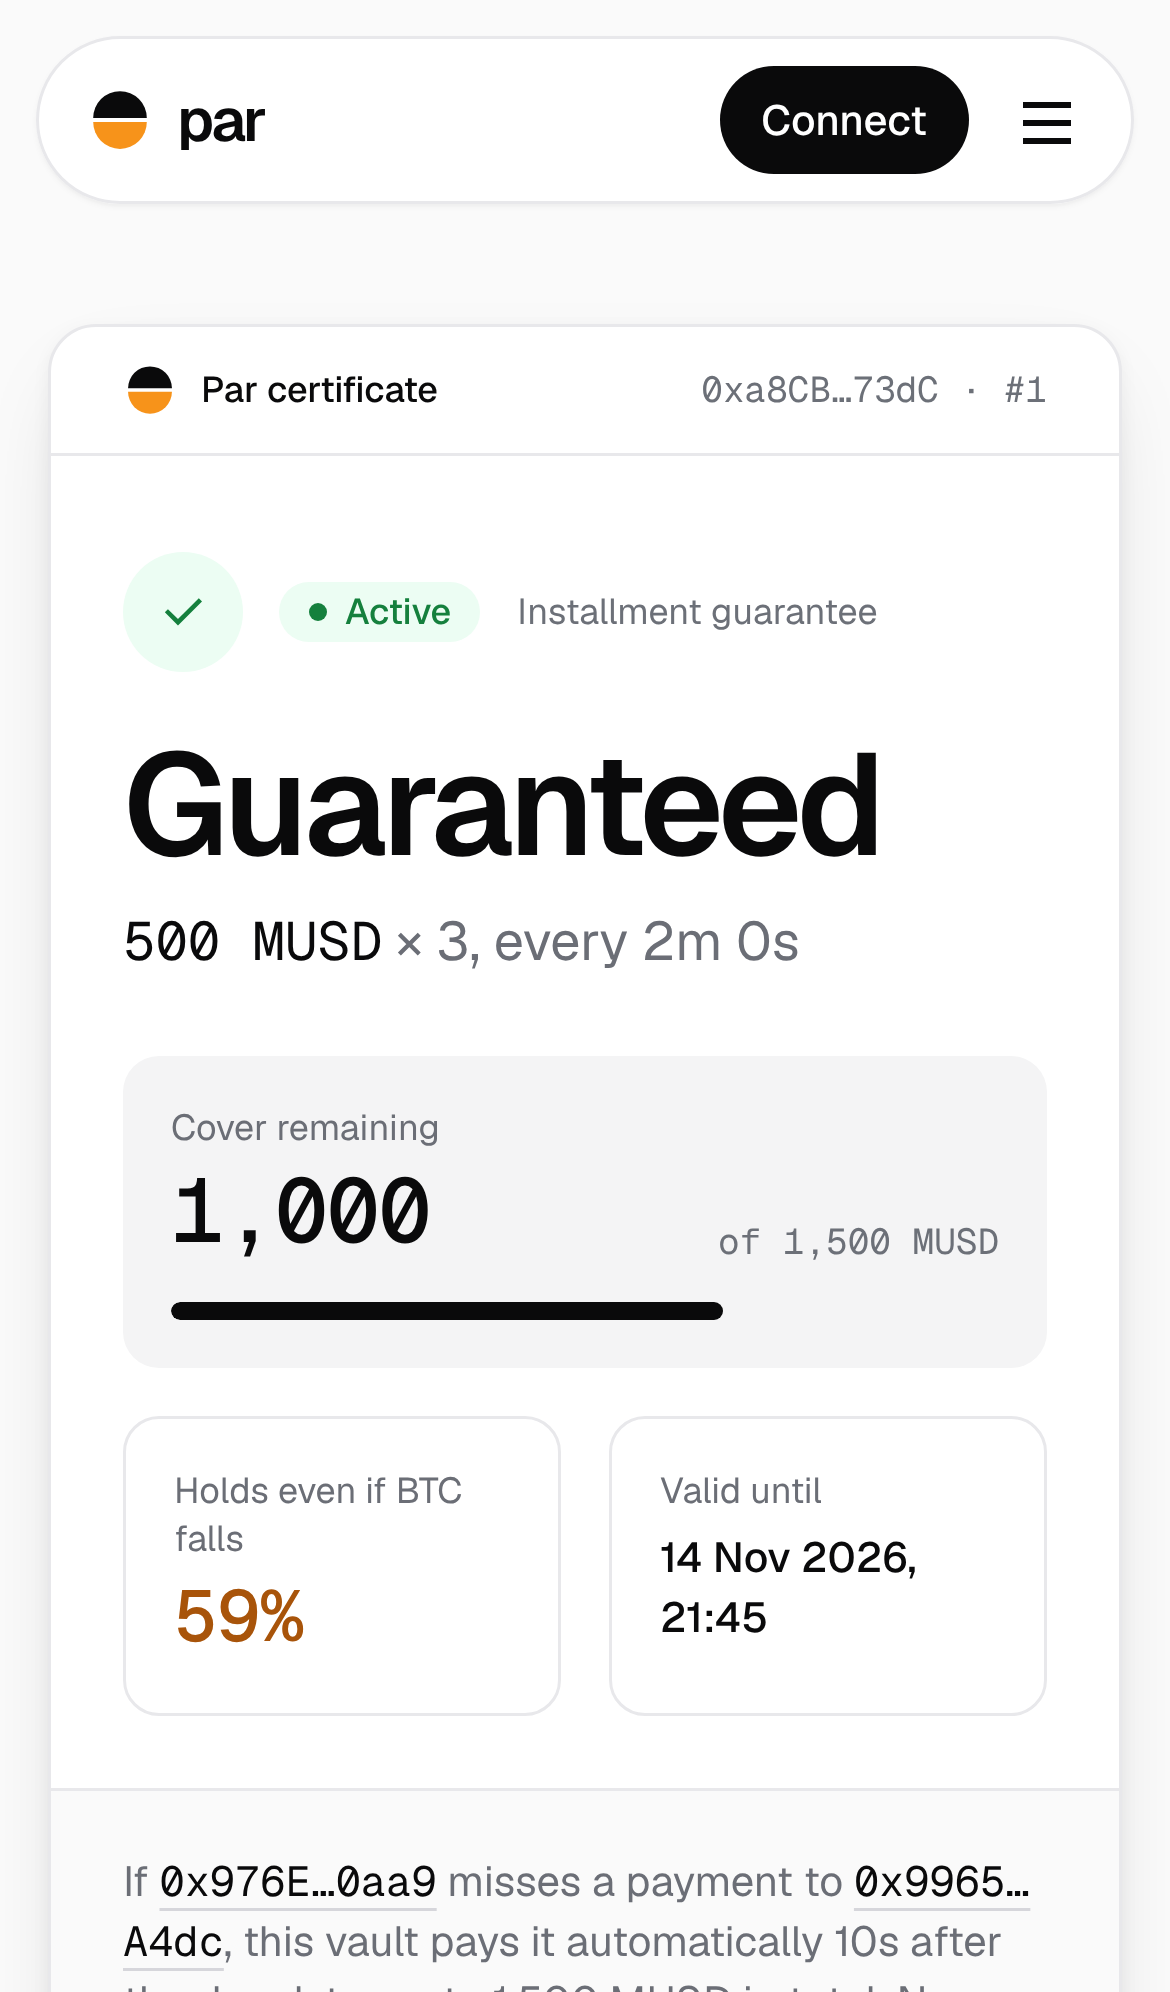 par
Connect
Par certificate
0xa8CB…73dC · #1
Active
Installment guarantee
Guaranteed
500 MUSD × 3, every 2m 0s
Cover remaining
1,000
of 1,500 MUSD
Holds even if BTC
falls
59%
Valid until
14 Nov 2026,
21:45
If 0x976E…0aa9 misses a payment to 0x9965…
A4dc, this vault pays it automatically 10s after